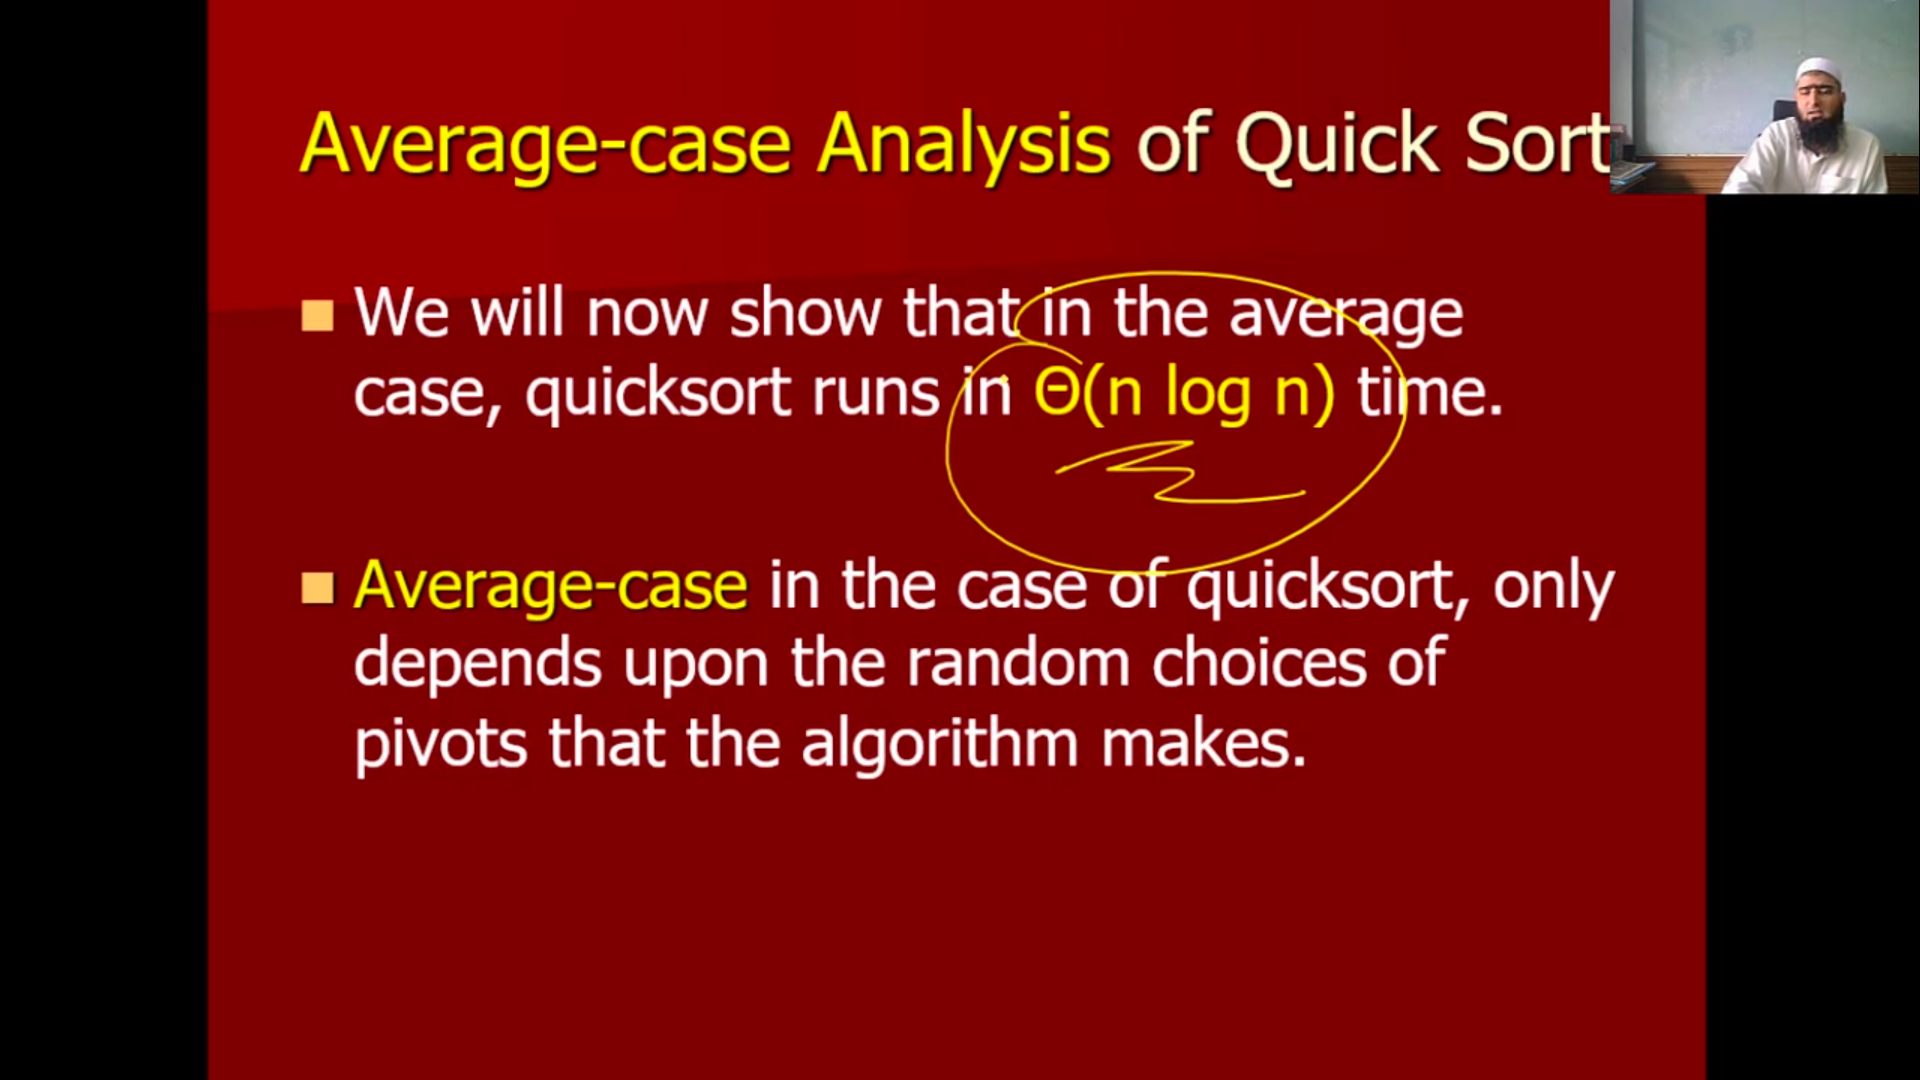 Average-case Analysis of Quick Sort
We will now show that in the average
case, quicksort runs in Θ(n log n) time.
Average-case in the case of quicksort, only
depends upon the random choices of
pivots that the algorithm makes.